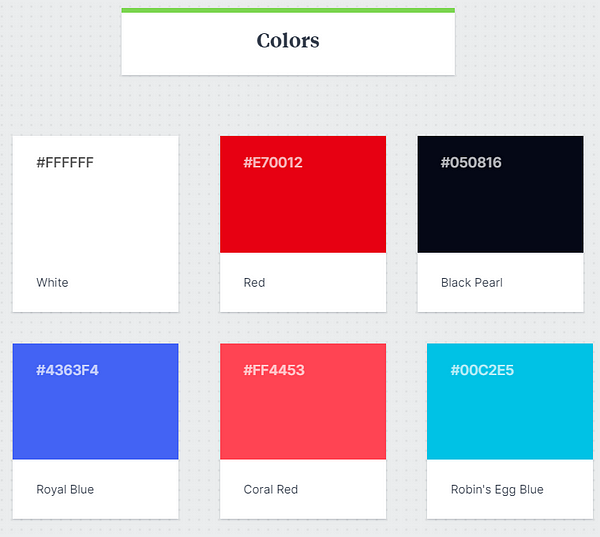 Colors
#FFFFFF
#E70012
#050816
White
Red
Black Pearl
#4363F4
#FF4453
#00C2E5
Royal Blue
Coral Red
Robin's Egg Blue